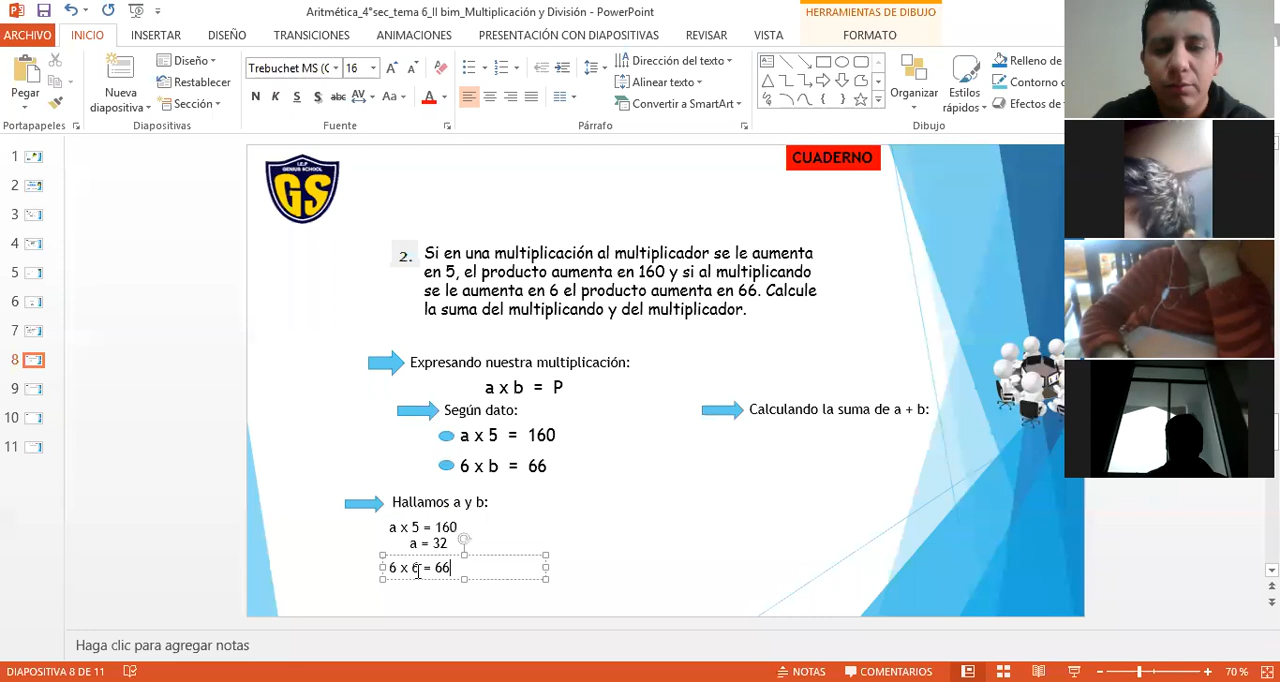 Aritmética_4°sec_tema 6_II bim_Multiplicación y División - PowerPoint
HERRAMIENTAS DE DIBUJO
ARCHIVO INICIO INSERTAR DISEÑO TRANSICIONES ANIMACIONES PRESENTACIÓN CON DIAPOSITIVAS REVISAR VISTA FORMATO
Pegar
Portapapeles
Nueva diapositiva
Diseño
Restablecer
Sección
Diapositivas
Trebuchet MS (C 16
N K S S abc AV Aa A
Fuente
Dirección del texto
Alinear texto
Convertir a SmartArt
Párrafo
Organizar
Estilos rápidos
Relleno de
Contorno
Efectos de
Dibujo
1
2
3
4
5
6
7
8
9
10
11
I.E.P
GENIUS SCHOOL
GS
CUADERNO
2. Si en una multiplicación al multiplicador se le aumenta
en 5, el producto aumenta en 160 y si al multiplicando
se le aumenta en 6 el producto aumenta en 66. Calcule
la suma del multiplicando y del multiplicador.
Expresando nuestra multiplicación:
a x b = P
Según dato:
a x 5 = 160
6 x b = 66
Calculando la suma de a + b:
Hallamos a y b:
a x 5 = 160
a = 32
6 x 6 = 66
Haga clic para agregar notas
DIAPOSITIVA 8 DE 11
NOTAS
COMENTARIOS
70 %